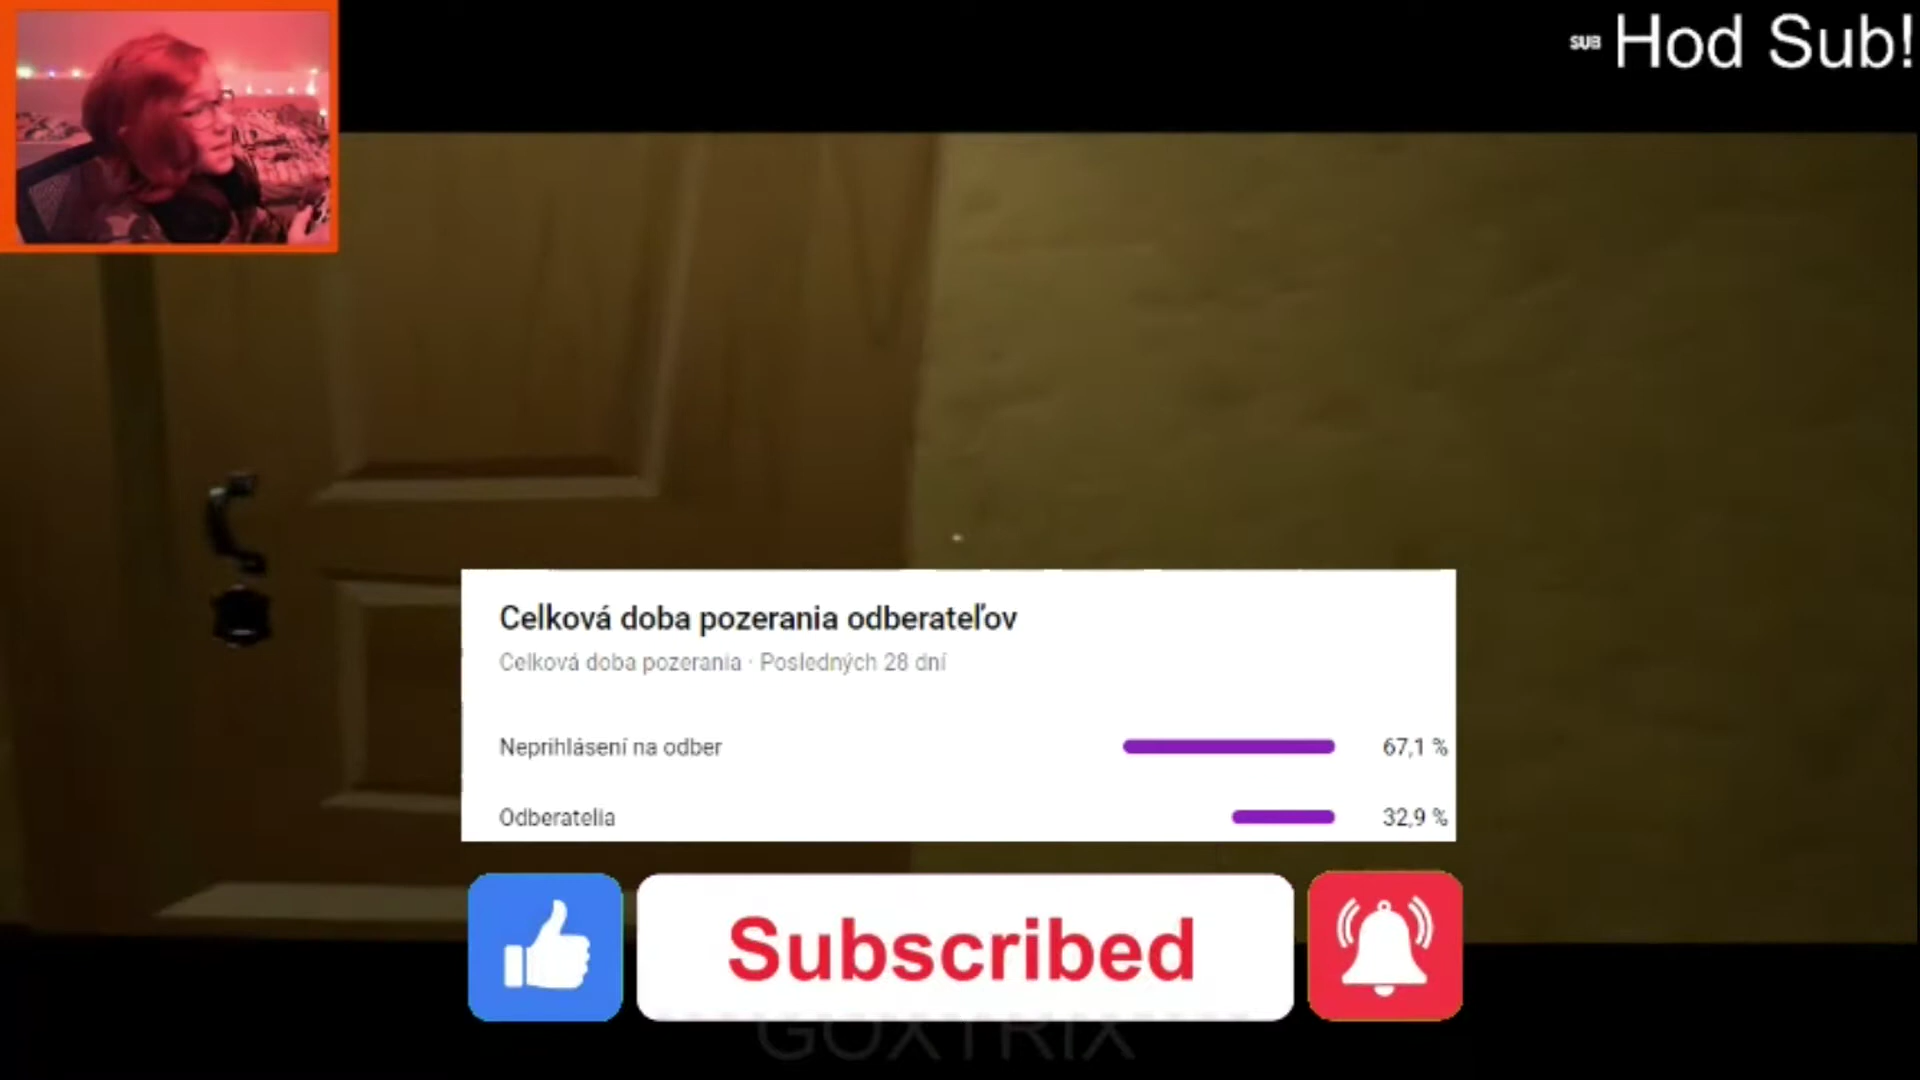 SUB Hod Sub!
Celková doba pozerania odberateľov
Celková doba pozerania · Posledných 28 dní
Neprihlásení na odber 67,1 %
Odberatelia 32,9 %
Subscribed
GOXTRIX